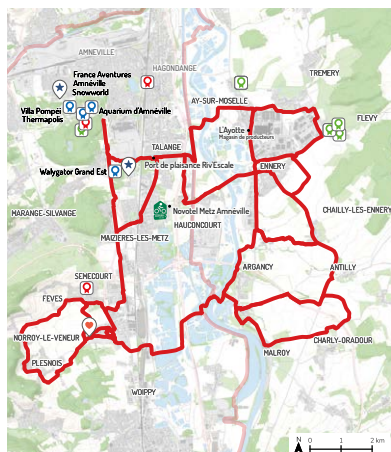 AMNEVILLE
HAGONDANGE
TREMERY
France Aventures
Amnéville
Snowworld
AY-SUR-MOSELLE
Villa Pompéi
Thermapolis
Aquarium d'Amnéville
FLEVY
L'Ayotte
Magasin de producteurs
TALANGE
Port de plaisance Riv'Escale
ENNERY
Walygator Grand Est
CHAILLY-LES-ENNERY
MARANGE-SILVANGE
Novotel Metz Amnéville
HAUCONCOURT
MAIZIERES-LES-METZ
SEMECOURT
ARGANCY
ANTILLY
FEVES
NORROY-LE-VENEUR
CHARLY-ORADOUR
MALROY
PLESNOIS
WOIPPY
N
0 1 2 km